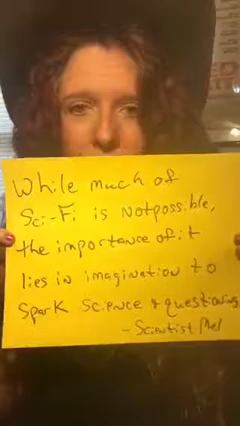 While much of
Sci-Fi is Notpossible,
the importance of it
lies in imagination to
Spark Science & questioning
- Scientist Mel